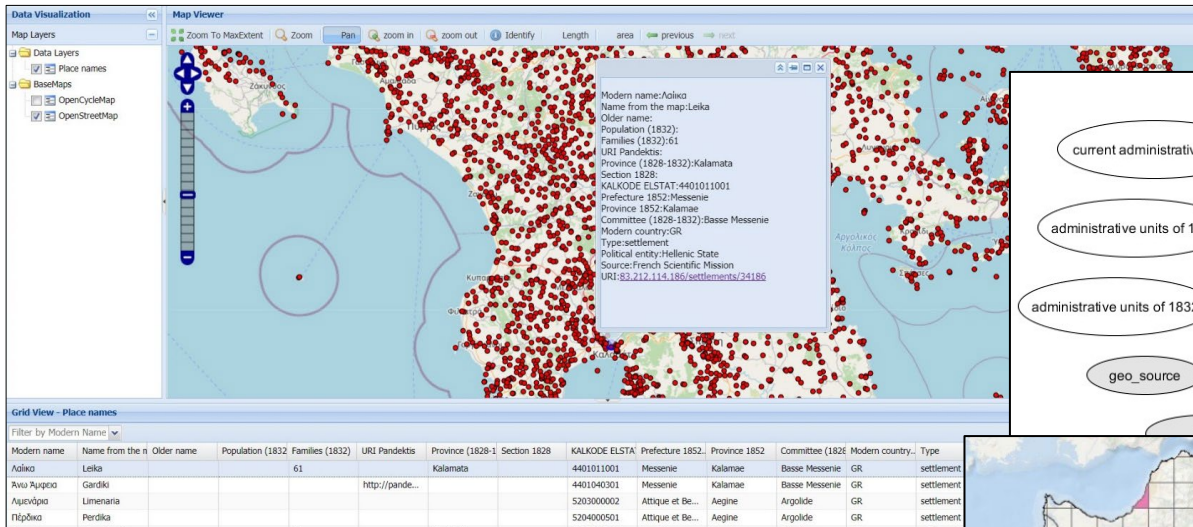 Data Visualization
Map Viewer
Map Layers
Zoom To MaxExtent Zoom Pan zoom in zoom out Identify Length area previous next
Data Layers
Place names
BaseMaps
OpenCycleMap
OpenStreetMap
Ζάκυνθος
Modern name:Λαίικα
Name from the map:Leika
Older name:
Population (1832):
Families (1832):61
URI Pandektis:
Province (1828-1832):Kalamata
Section 1828:
KALKODE ELSTAT:4401011001
Prefecture 1852:Messenie
Province 1852:Kalamae
Committee (1828-1832):Basse Messenie
Modern country:GR
Type:settlement
Political entity:Hellenic State
Source:French Scientific Mission
URI:83.212.114.186/settlements/34186
Αργολικός
Κόλπος
current administrativ
administrative units of 1
administrative units of 1832
geo_source
Grid View - Place names
Filter by Modern Name
Modern name Name from the n Older name Population (1832 Families (1832) URI Pandektis Province (1828-1 Section 1828 KALKODE ELSTA Prefecture 1852. Province 1852 Committee (1828 Modern country.. Type
Λαίικα Leika 61 Kalamata 4401011001 Messenie Kalamae Basse Messenie GR settlement
Άνω Άμφεια Gardiki http://pande... 4401040301 Messenie Kalamae Basse Messenie GR settlement
Λιμενάρια Limenaria 5203000002 Attique et Be... Aegine Argolide GR settlement
Πέρδικα Perdika 5204000501 Attique et Be... Aegine Argolide GR settlement